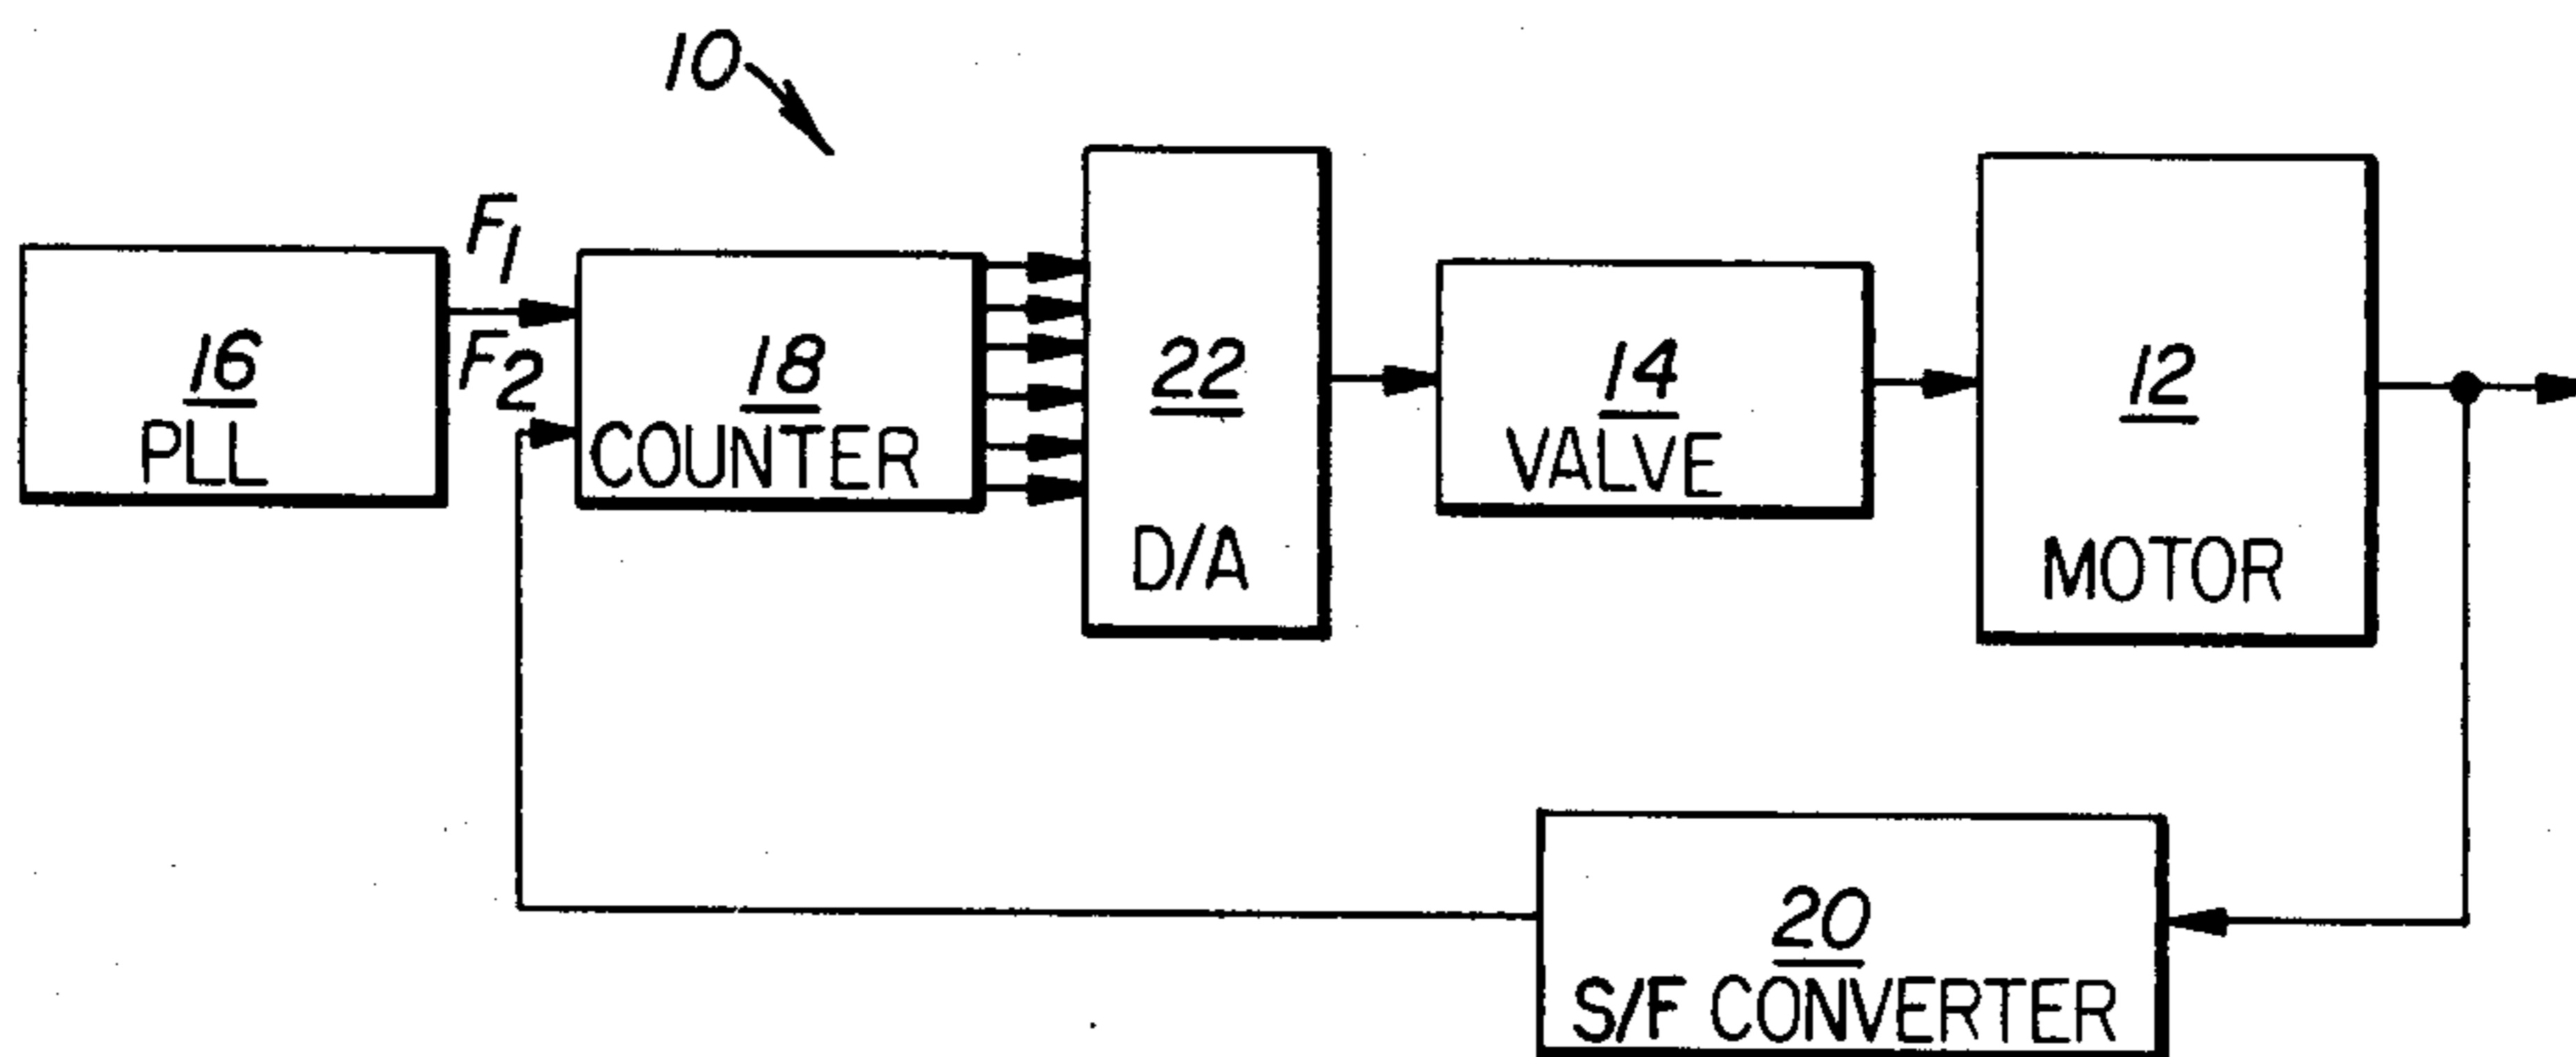 10
F1
F2
16
PLL
18
COUNTER
22
D/A
14
VALVE
12
MOTOR
20
S/F CONVERTER